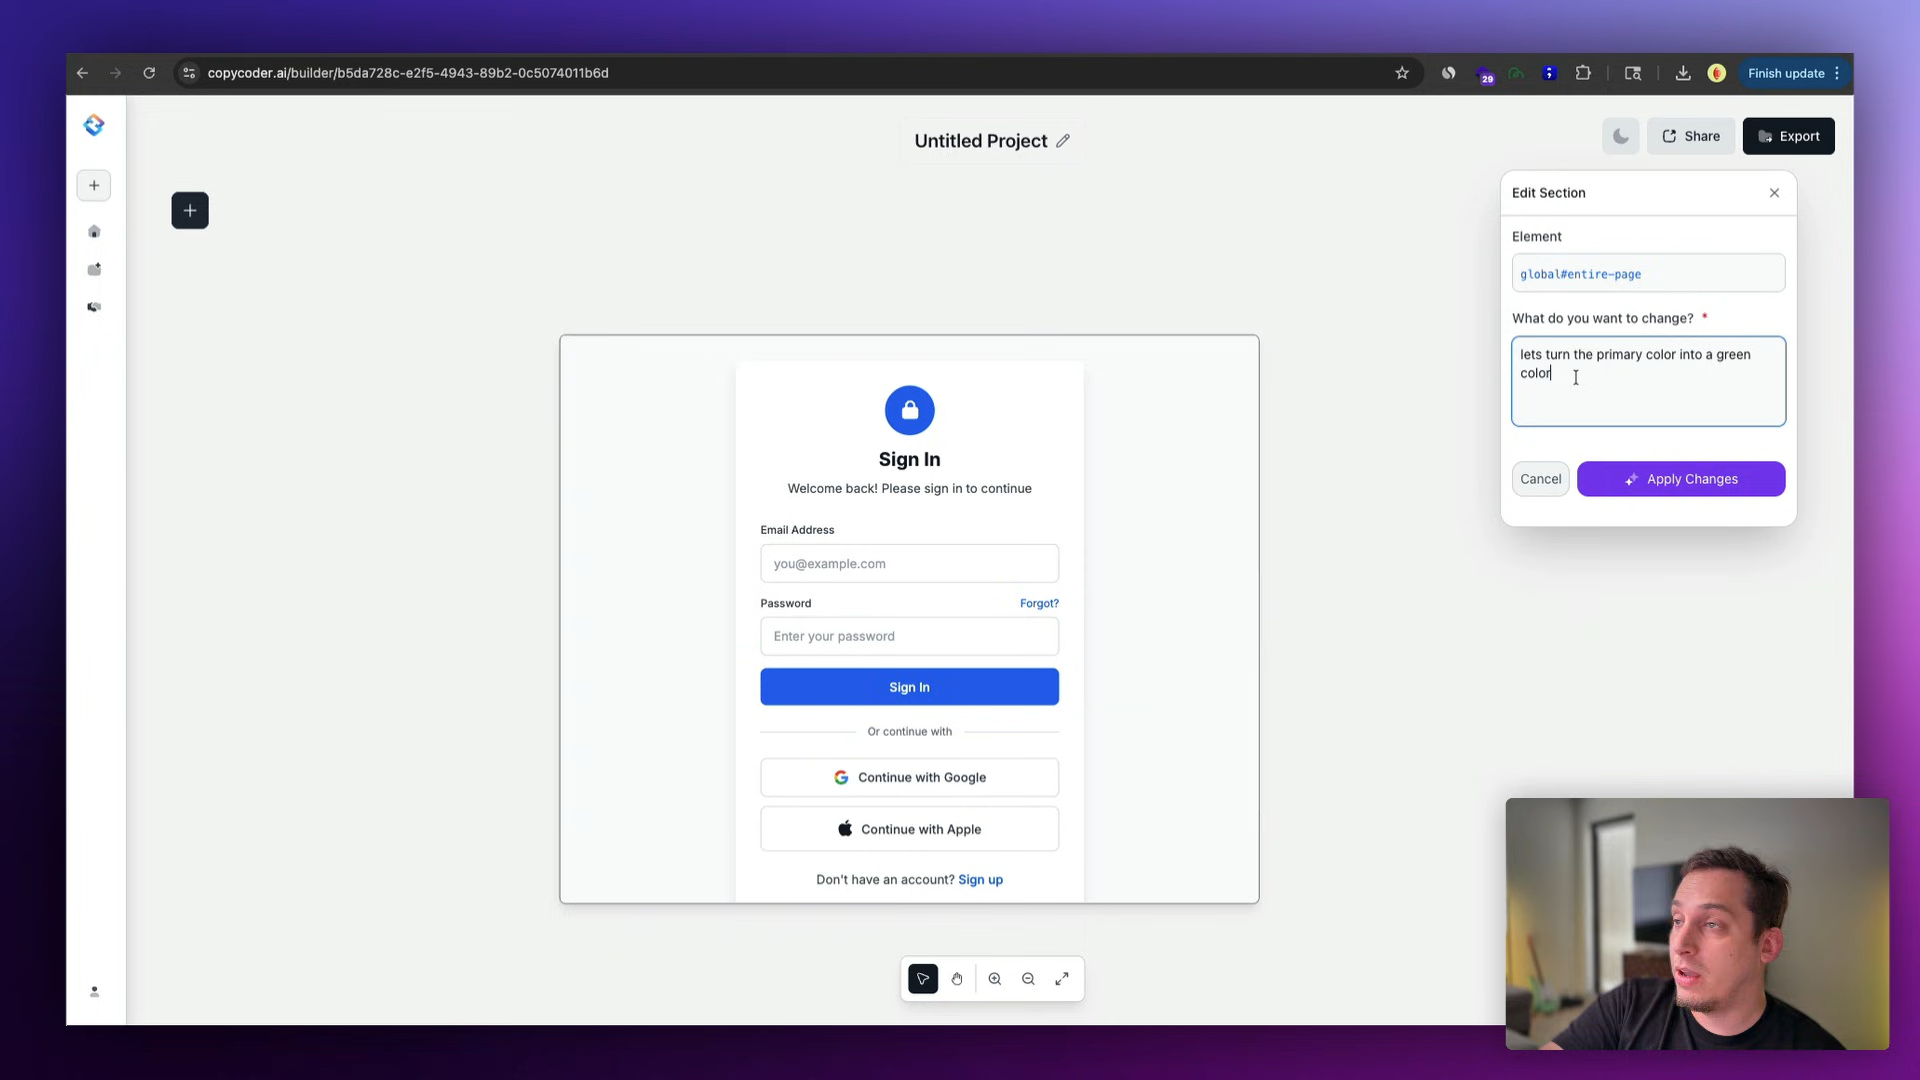 copycoder.ai/builder/b5da728c-e2f5-4943-89b2-0c5074011b6d
29
Finish update
Untitled Project
Share
Export
Edit Section
Element
global#entire-page
What do you want to change? *
lets turn the primary color into a green
color
Cancel
Apply Changes
Sign In
Welcome back! Please sign in to continue
Email Address
you@example.com
Password
Forgot?
Enter your password
Sign In
Or continue with
Continue with Google
Continue with Apple
Don't have an account? Sign up